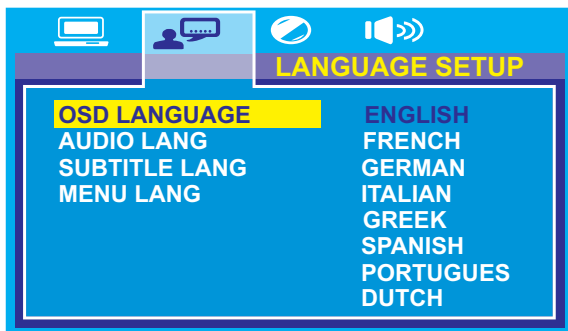 LANGUAGE SETUP
OSD LANGUAGE ENGLISH
AUDIO LANG FRENCH
SUBTITLE LANG GERMAN
MENU LANG ITALIAN
GREEK
SPANISH
PORTUGUES
DUTCH